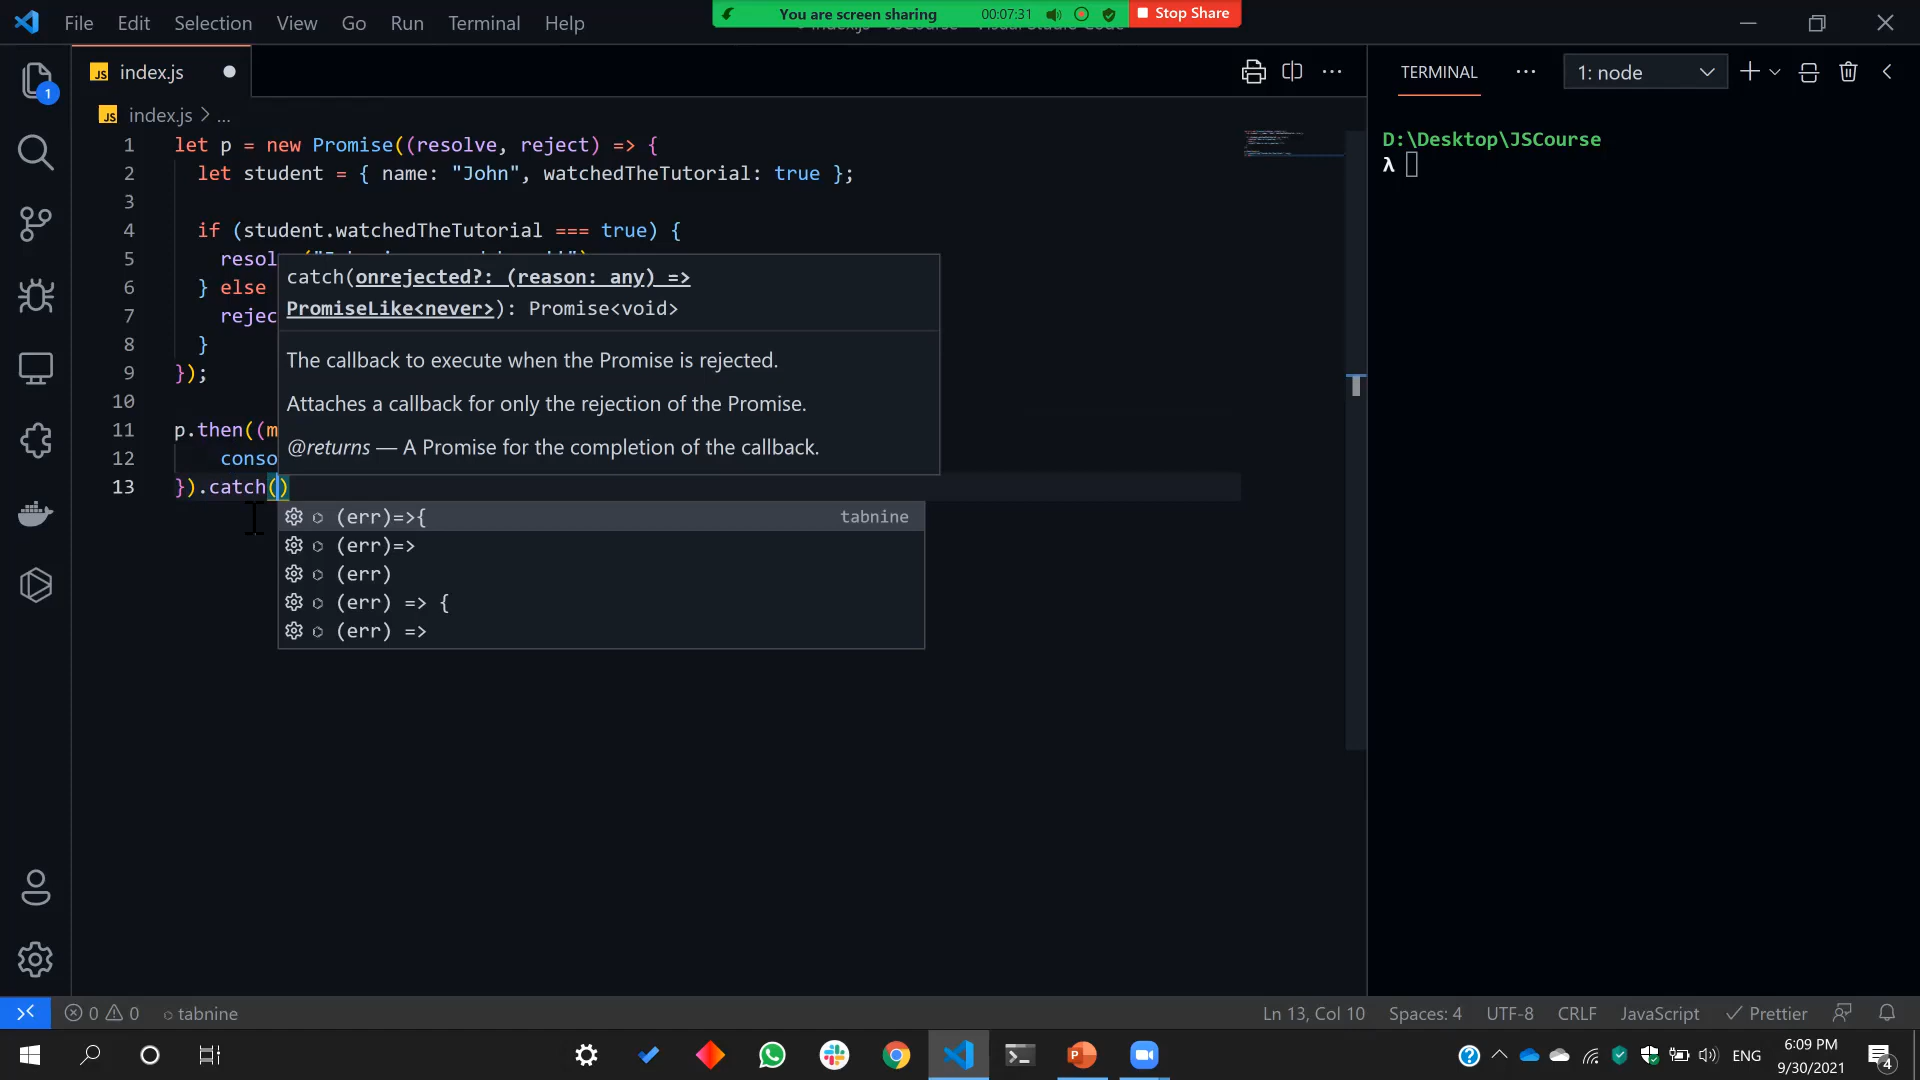 File Edit Selection View Go Run Terminal Help
You are screen sharing 00:07:31 Stop Share
JS index.js
TERMINAL 1: node
JS index.js > ...
1 let p = new Promise((resolve, reject) => {
2 let student = { name: "John", watchedTheTutorial: true };
3
4 if (student.watchedTheTutorial === true) {
5 resol
6 } else
7 rejec
8 }
9 });
10
11 p.then((m
12 conso
13 }).catch()
catch(onrejected?: (reason: any) =>
PromiseLike<never>): Promise<void>
The callback to execute when the Promise is rejected.
Attaches a callback for only the rejection of the Promise.
@returns — A Promise for the completion of the callback.
(err)=>{ tabnine
(err)=>
(err)
(err) => {
(err) =>
D:\Desktop\JSCourse
λ
1
0 0 tabnine
Ln 13, Col 10 Spaces: 4 UTF-8 CRLF JavaScript Prettier
ENG
6:09 PM
9/30/2021
4